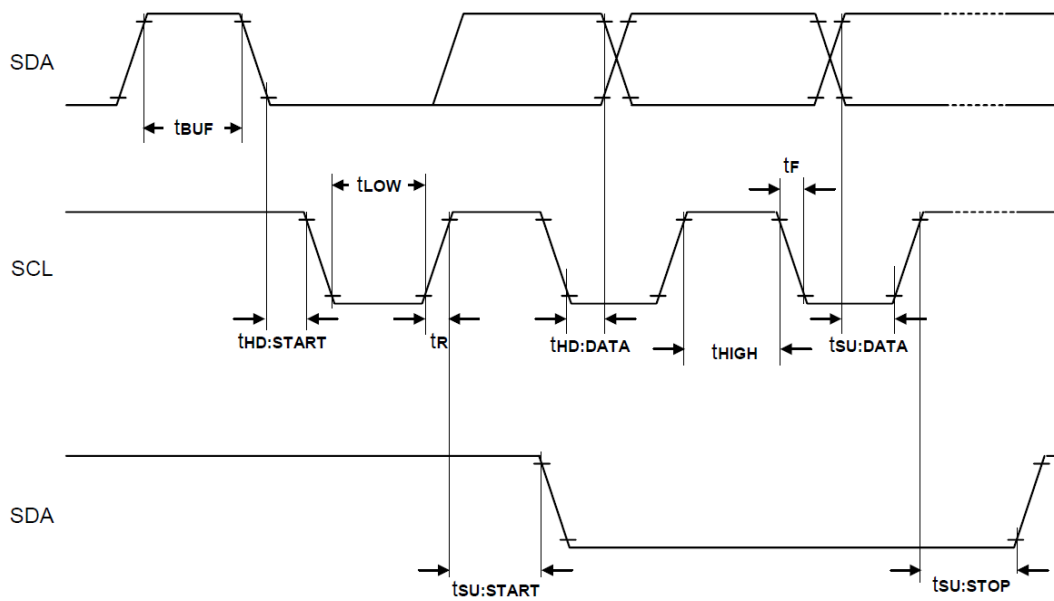 SDA
tBUF
tLOW
tF
SCL
tHD:START
tR
tHD:DATA
tHIGH
tSU:DATA
SDA
tSU:START
tSU:STOP